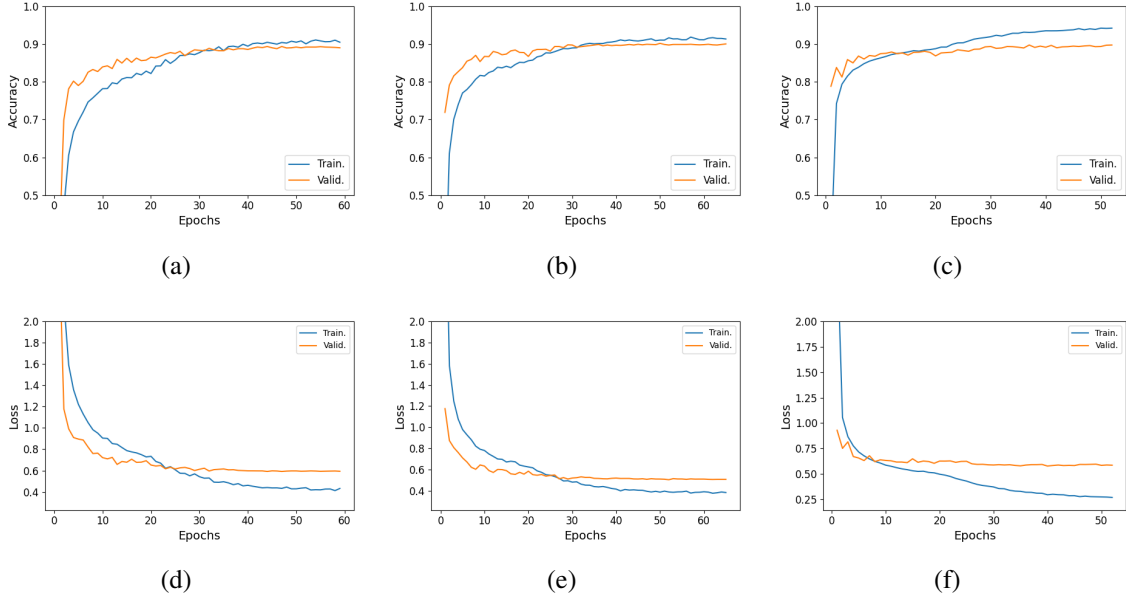 1.0
0.9
0.8
0.7
0.6
0.5
Accuracy
0 10 20 30 40 50 60
Epochs
Train.
Valid.
(a)
1.0
0.9
0.8
0.7
0.6
0.5
Accuracy
0 10 20 30 40 50 60
Epochs
Train.
Valid.
(b)
1.0
0.9
0.8
0.7
0.6
0.5
Accuracy
0 10 20 30 40 50
Epochs
Train.
Valid.
(c)
2.0
1.8
1.6
1.4
1.2
1.0
0.8
0.6
0.4
Loss
0 10 20 30 40 50 60
Epochs
Train.
Valid.
(d)
2.0
1.8
1.6
1.4
1.2
1.0
0.8
0.6
0.4
Loss
0 10 20 30 40 50 60
Epochs
Train.
Valid.
(e)
2.00
1.75
1.50
1.25
1.00
0.75
0.50
0.25
Loss
0 10 20 30 40 50
Epochs
Train.
Valid.
(f)